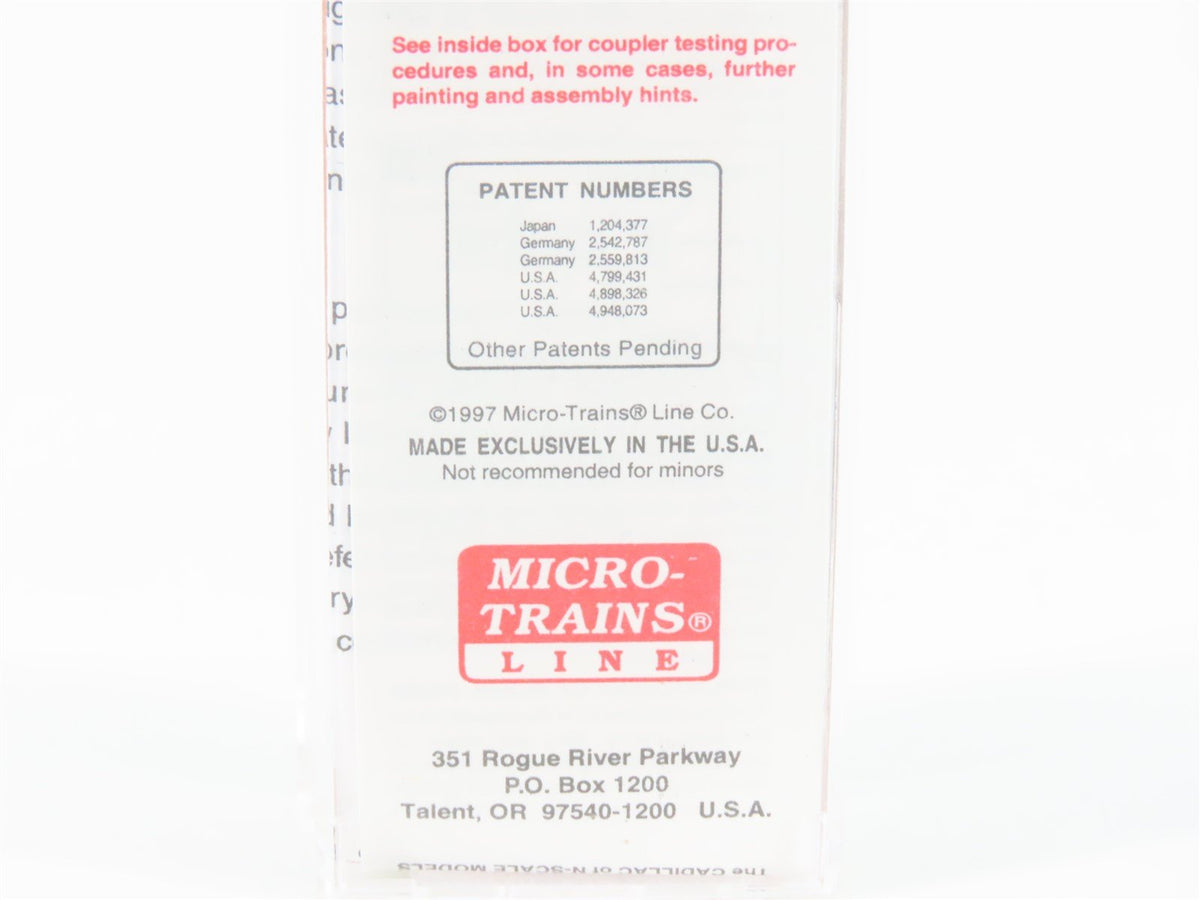 See inside box for coupler testing pro-
cedures and, in some cases, further
painting and assembly hints.
PATENT NUMBERS
Japan 1,204,377
Germany 2,542,787
Germany 2,559,813
U.S.A. 4,799,431
U.S.A. 4,898,326
U.S.A. 4,948,073
Other Patents Pending
©1997 Micro-Trains® Line Co.
MADE EXCLUSIVELY IN THE U.S.A.
Not recommended for minors
MICRO-
TRAINS®
LINE
351 Rogue River Parkway
P.O. Box 1200
Talent, OR 97540-1200 U.S.A.
The CADILLAC of N-SCALE MODELS